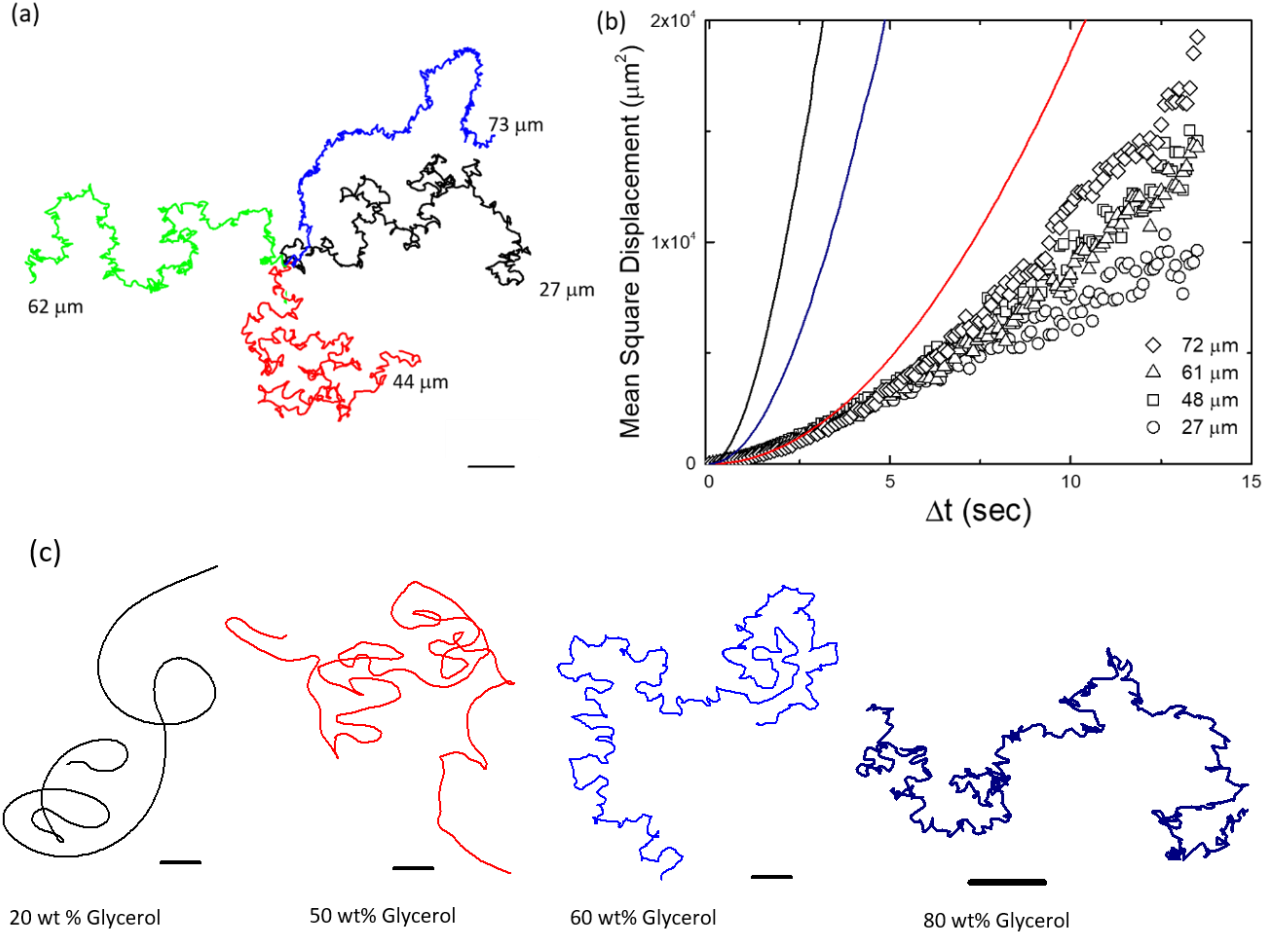 (a)
73 μm
27 μm
62 μm
44 μm
(b)
Mean Square Displacement (μm²)
2x10⁴
1x10⁴
0
0
5
10
15
Δt (sec)
72 μm
61 μm
48 μm
27 μm
(c)
20 wt % Glycerol
50 wt% Glycerol
60 wt% Glycerol
80 wt% Glycerol